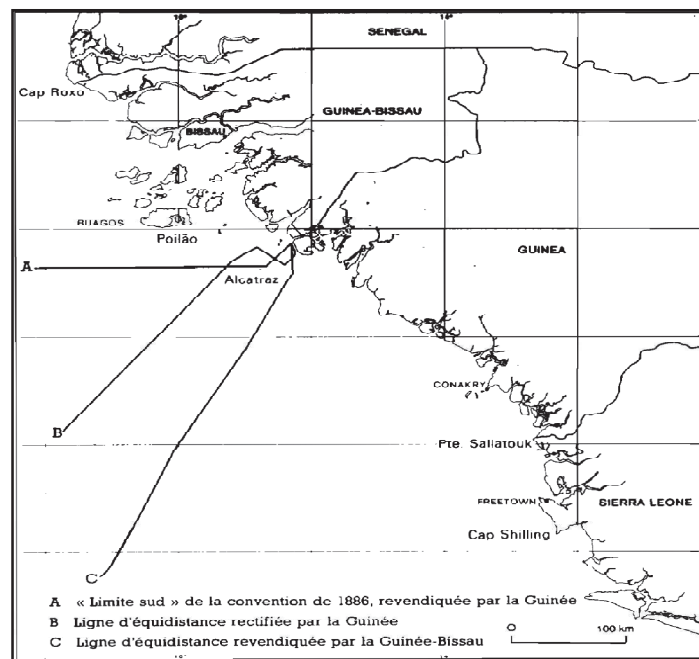 SENEGAL
Cap Roxo
GUINEA-BISSAU
BISSAU
BIJAGOS
Poilão
GUINEA
A
Alcatraz
CONAKRY
B
Pte. Sallatouk
FREETOWN
SIERRA LEONE
Cap Shilling
C
A « Limite sud » de la convention de 1886, revendiquée par la Guinée
B Ligne d'équidistance rectifiée par la Guinée
C Ligne d'équidistance revendiquée par la Guinée-Bissau
O 100 km